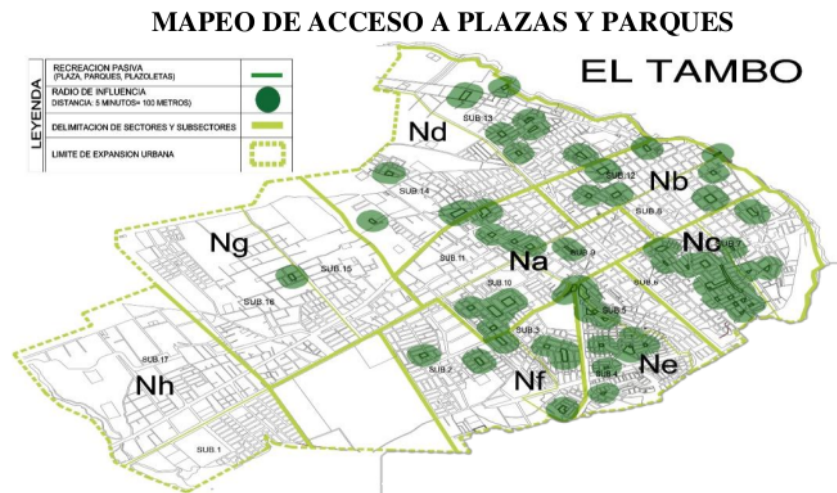 MAPEO DE ACCESO A PLAZAS Y PARQUES
EL TAMBO
LEYENDA
RECREACION PASIVA
(PLAZA, PARQUES, PLAZOLETAS)
RADIO DE INFLUENCIA
DISTANCIA: 5 MINUTOS= 100 METROS)
DELIMITACION DE SECTORES Y SUBSECTORES
LIMITE DE EXPANSION URBANA
SUB.13
Nd
SUB.12
Nb
SUB.14
SUB.8
Ng
Nc
SUB.7
SUB.9
Na
SUB.11
SUB.15
SUB.6
SUB.10
SUB.16
SUB.5
SUB.3
SUB.17
SUB.2
Ne
Nf
SUB.4
Nh
SUB.1